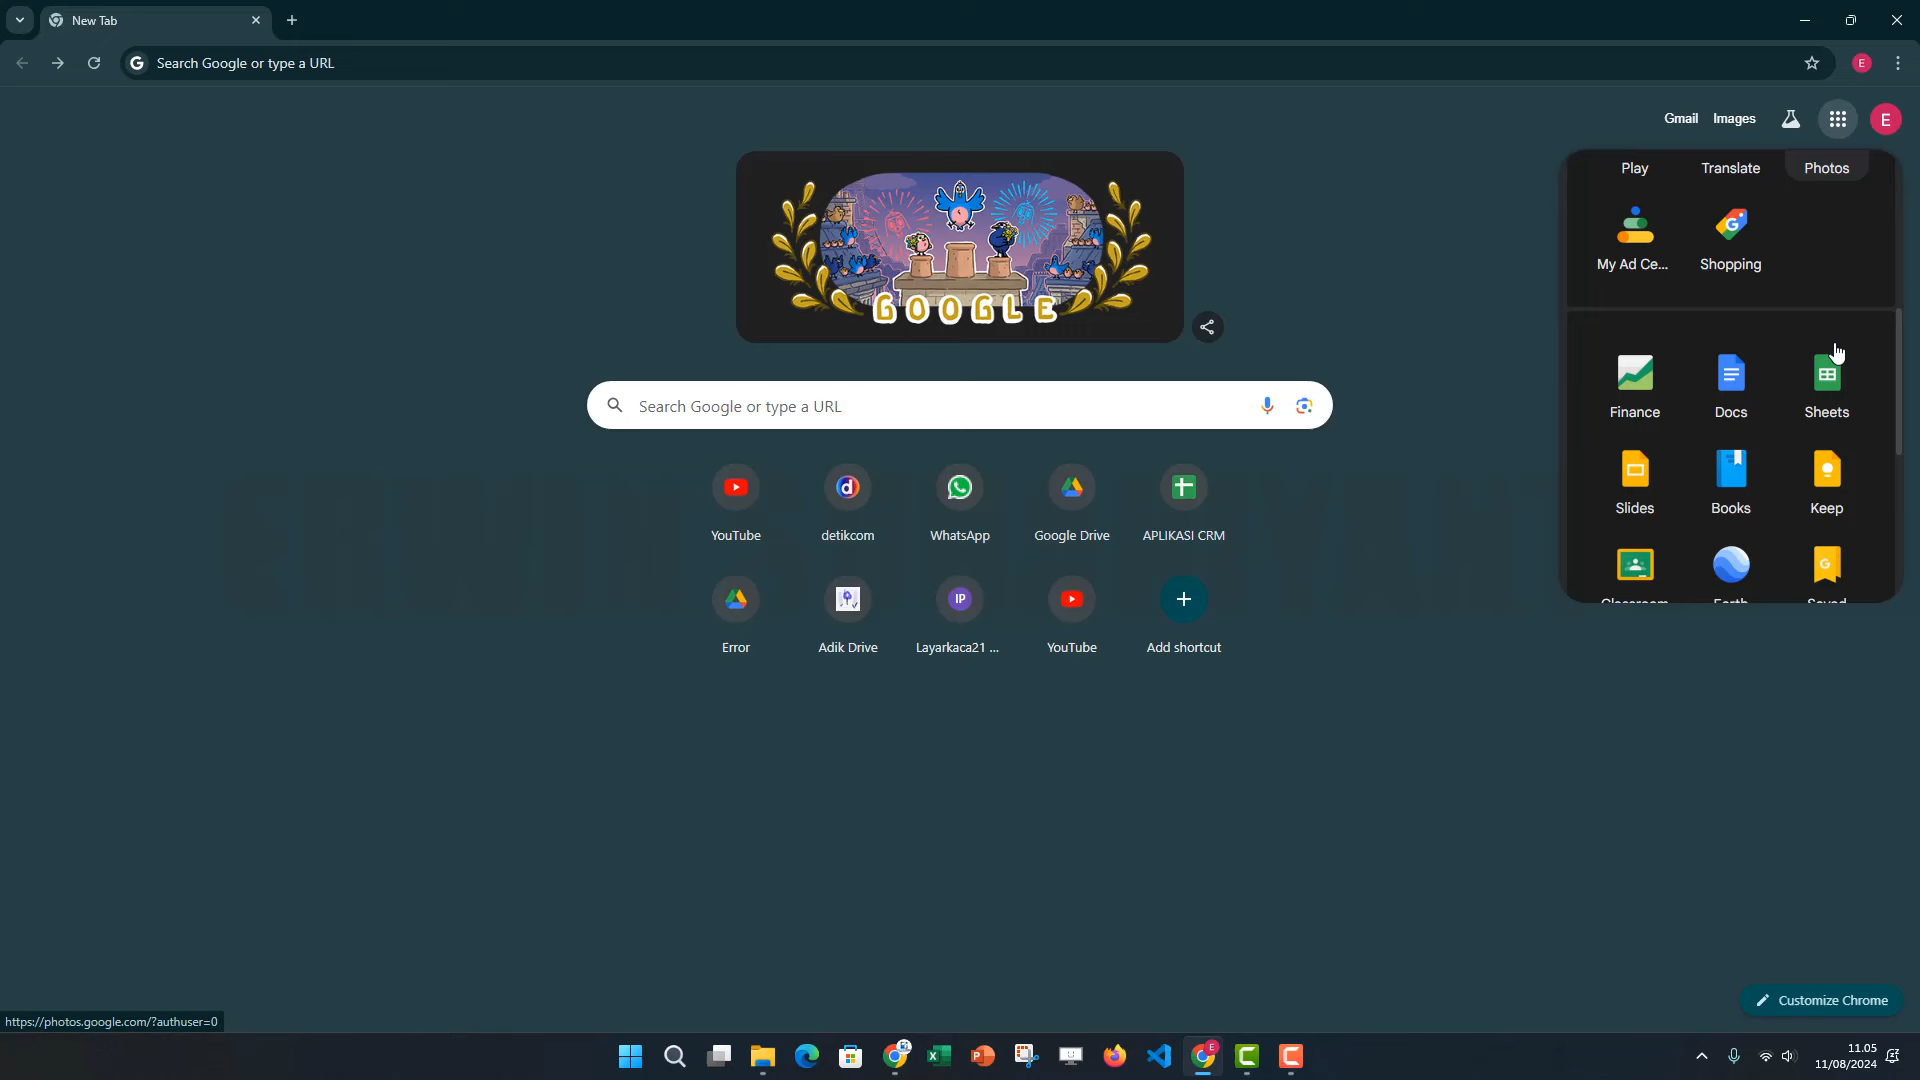 New Tab
Search Google or type a URL
E
Gmail Images E
GOOGLE
Play Translate Photos
My Ad Ce... Shopping
Search Google or type a URL
Finance Docs Sheets
Slides Books Keep
YouTube detikcom WhatsApp Google Drive APLIKASI CRM
IP
Error Adik Drive Layarkaca21 ... YouTube Add shortcut
Customize Chrome
https://photos.google.com/?authuser=0
11.05
11/08/2024